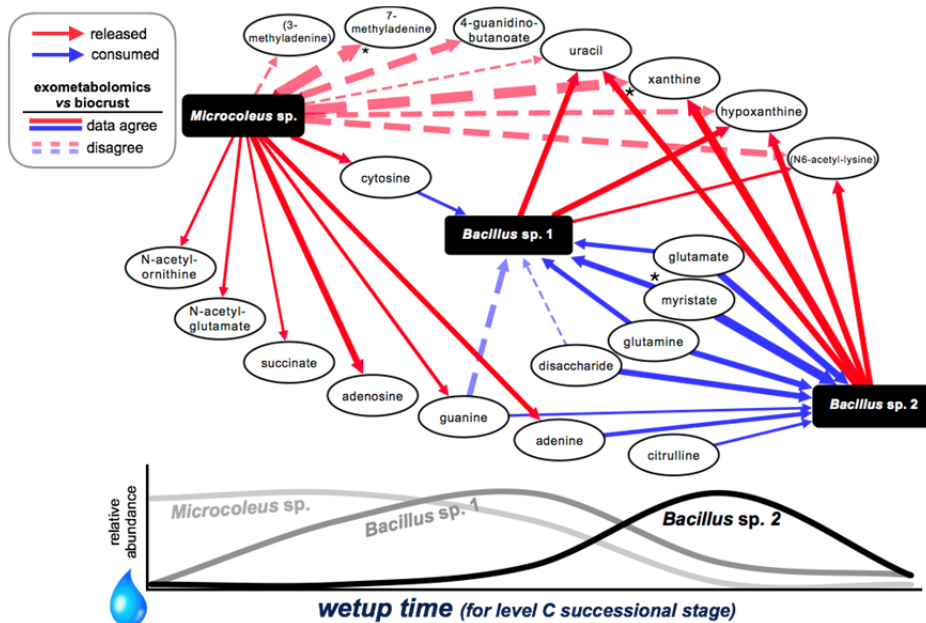 released
consumed
exometabolomics
vs biocrust
data agree
disagree
(3-
methyladenine)
7-
methyladenine
*
4-guanidino-
butanoate
uracil
xanthine
*
hypoxanthine
(N6-acetyl-lysine)
Microcoleus sp.
cytosine
Bacillus sp. 1
N-acetyl-
ornithine
N-acetyl-
glutamate
succinate
adenosine
guanine
adenine
glutamate
*
myristate
glutamine
disaccharide
citrulline
Bacillus sp. 2
relative
abundance
Microcoleus sp.
Bacillus sp. 1
Bacillus sp. 2
wetup time (for level C successional stage)